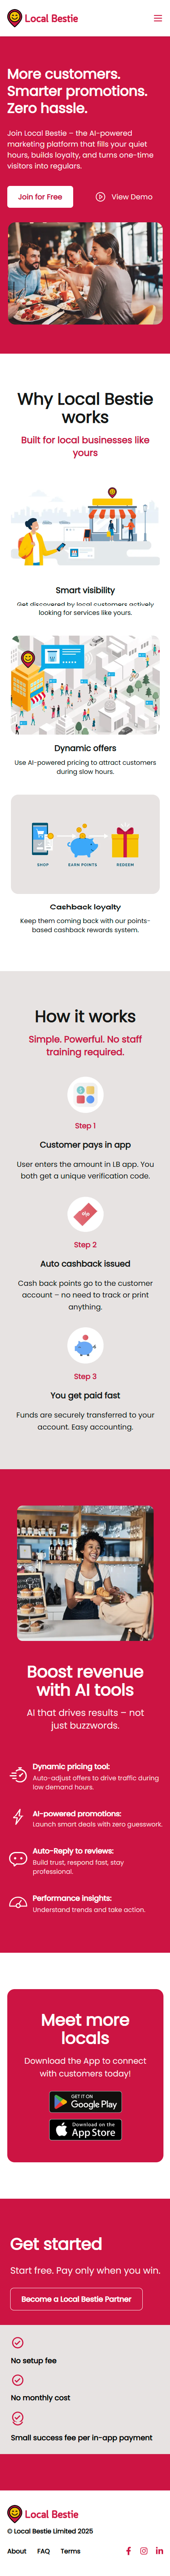 Local Bestie
More customers.
Smarter promotions.
Zero hassle.
Join Local Bestie – the AI-powered
marketing platform that fills your quiet
hours, builds loyalty, and turns one-time
visitors into regulars.
Join for Free
View Demo
Why Local Bestie
works
Built for local businesses like
yours
Smart visibility
Get discovered by local customers actively
looking for services like yours.
Dynamic offers
Use AI-powered pricing to attract customers
during slow hours.
SHOP
EARN POINTS
REDEEM
Cashback loyalty
Keep them coming back with our points-
based cashback rewards system.
How it works
Simple. Powerful. No staff
training required.
Step 1
Customer pays in app
User enters the amount in LB app. You
both get a unique verification code.
Step 2
Auto cashback issued
Cash back points go to the customer
account – no need to track or print
anything.
Step 3
You get paid fast
Funds are securely transferred to your
account. Easy accounting.
Boost revenue
with AI tools
AI that drives results – not
just buzzwords.
Dynamic pricing tool:
Auto-adjust offers to drive traffic during
low demand hours.
AI-powered promotions:
Launch smart deals with zero guesswork.
Auto-Reply to reviews:
Build trust, respond fast, stay
professional.
Performance insights:
Understand trends and take action.
Meet more
locals
Download the App to connect
with customers today!
GET IT ON
Google Play
Download on the
App Store
Get started
Start free. Pay only when you win.
Become a Local Bestie Partner
No setup fee
No monthly cost
Small success fee per in-app payment
Local Bestie
© Local Bestie Limited 2025
About FAQ Terms